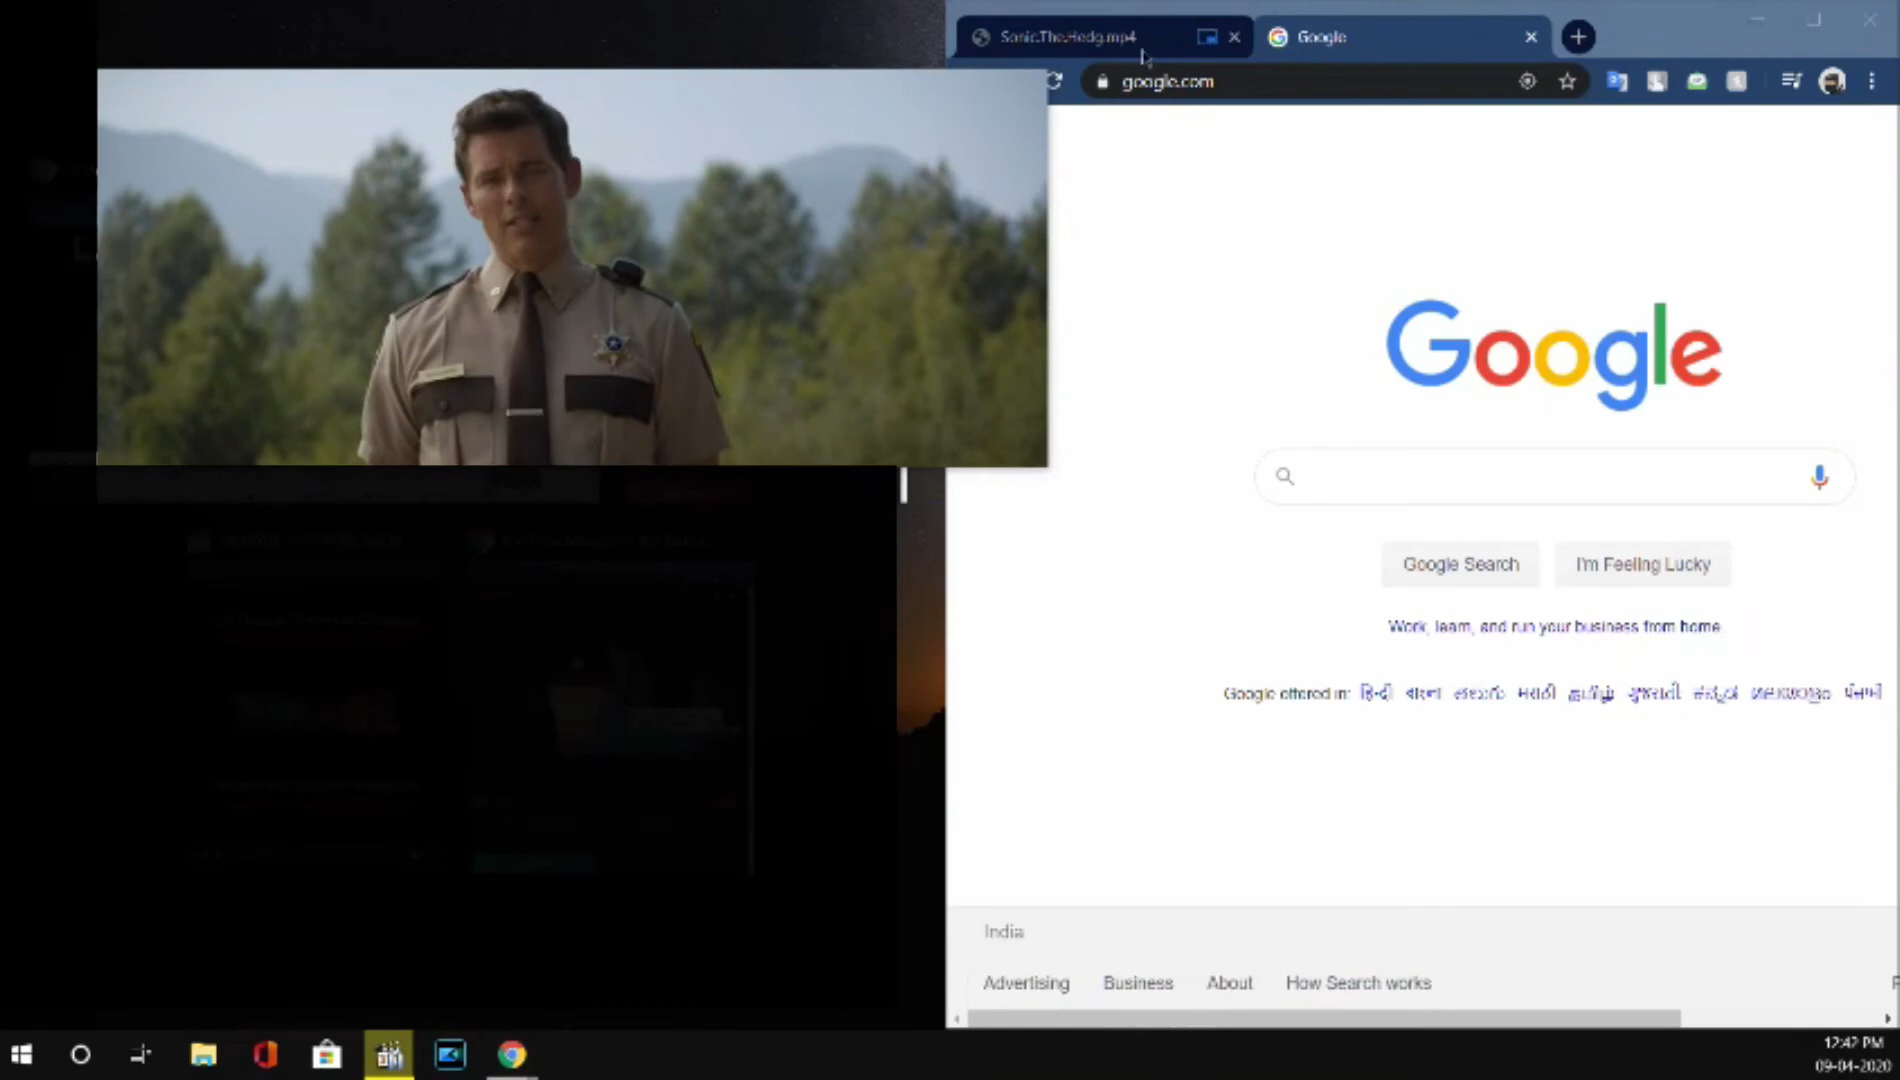 Sonic.The.Hedg.mp4
Google
google.com
Google
Google Search
I'm Feeling Lucky
Work, learn, and run your business from home
Google offered in: हिन्दी বাংলা తెలుగు मराठी தமிழ் ગુજરાતી ಕನ್ನಡ മലയാളം ਪੰਜਾਬੀ
India
Advertising
Business
About
How Search works
12:42 PM
09-04-2020